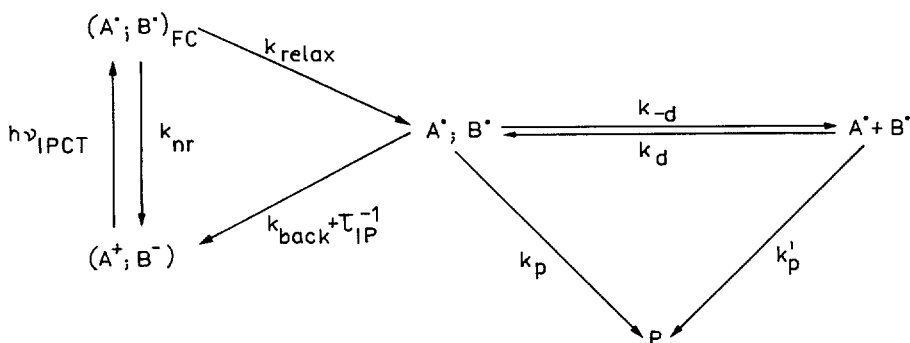 (A•; B•)FC
krelax
hνIPCT
knr
A•; B•
k-d
kd
A• + B•
kback + τIP⁻¹
(A⁺; B⁻)
kp
k'p
P